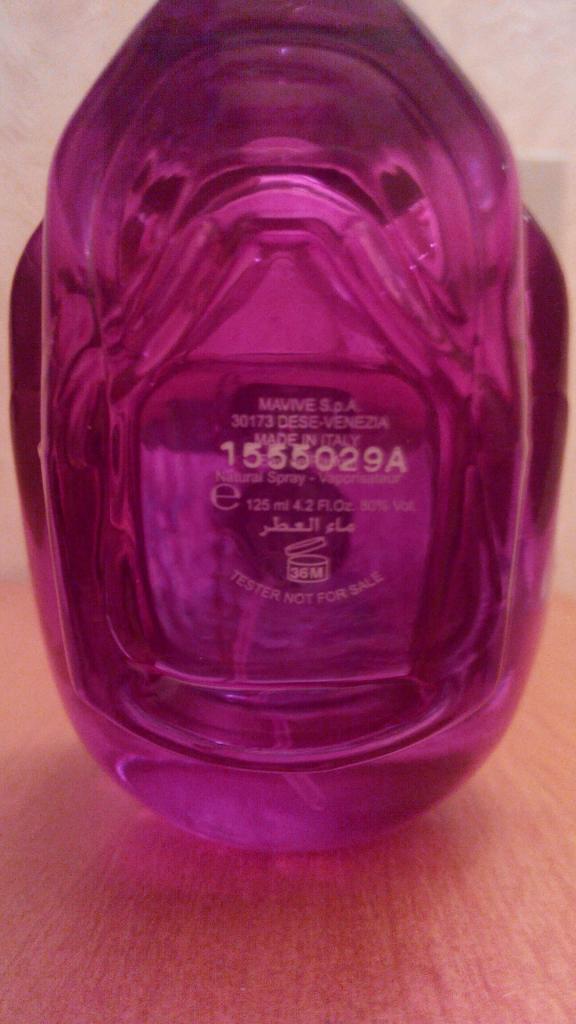 MAVIVE S.p.A.
30173 DESE-VENEZIA
MADE IN ITALY
1555029A
Natural Spray - Vaporisateur
e 125 ml 4.2 Fl.Oz. 80% Vol.
ماء العطر
36M
TESTER NOT FOR SALE